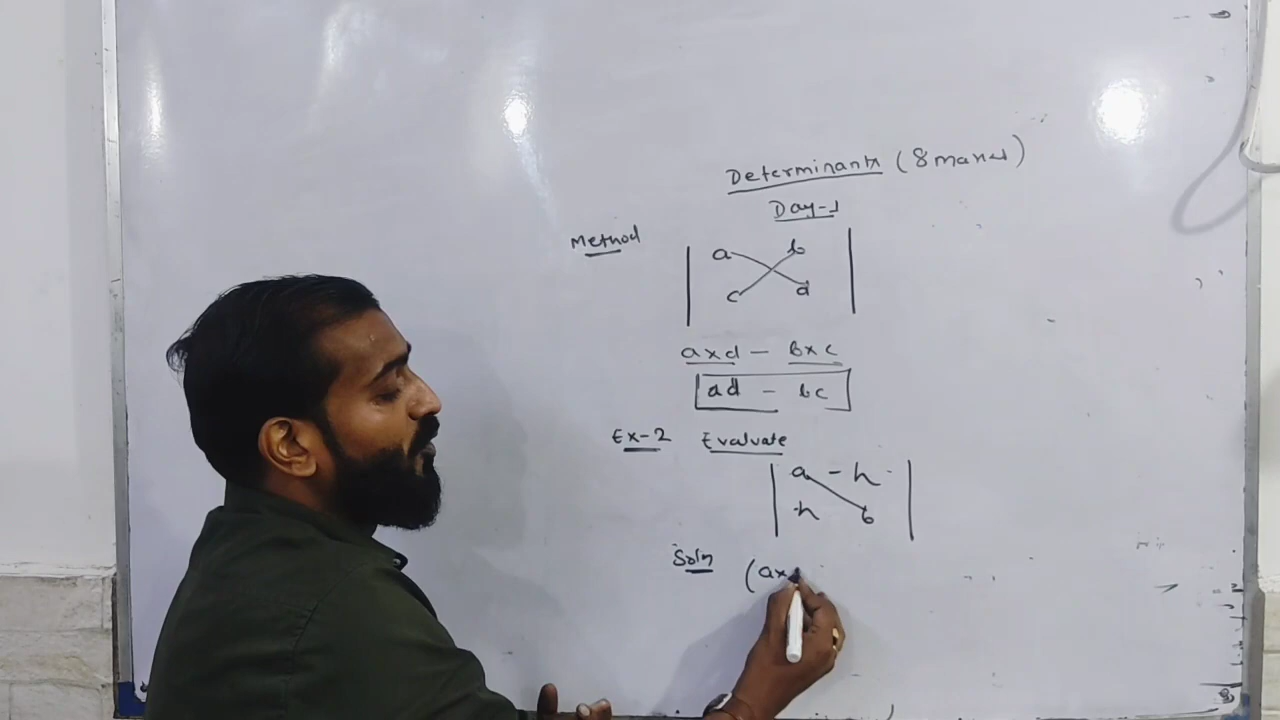 Determinants (8 marks)
Day-1
Method
a b
c d
axd - bxc
ad - bc
Ex-2 Evaluate
a -h
h b
Soln (ax